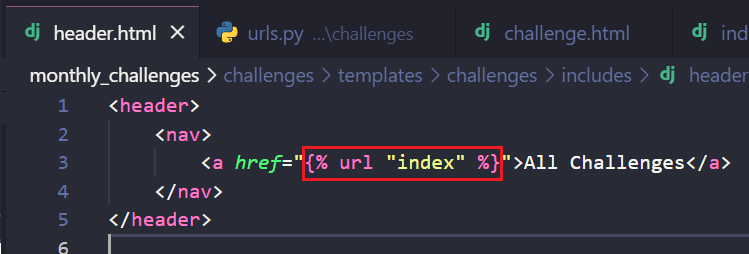 dj header.html × urls.py ...\challenges dj challenge.html dj ind
monthly_challenges > challenges > templates > challenges > includes > dj header
1 <header>
2 <nav>
3 <a href="{% url "index" %}">All Challenges</a>
4 </nav>
5 </header>
6